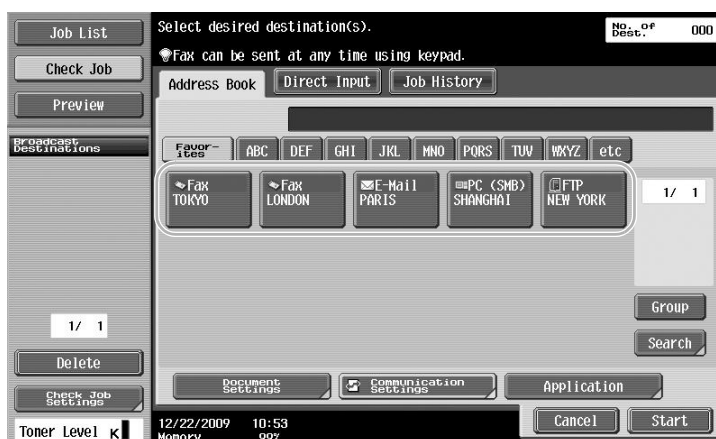 Job List
Check Job
Preview
Broadcast
Destinations
1/ 1
Delete
Check Job
Settings
Toner Level K
Select desired destination(s).
Fax can be sent at any time using keypad.
No. of
Dest. 000
Address Book Direct Input Job History
Favor-
ites ABC DEF GHI JKL MNO PQRS TUV WXYZ etc
Fax
TOKYO
Fax
LONDON
E-Mail
PARIS
PC (SMB)
SHANGHAI
FTP
NEW YORK
1/ 1
Group
Search
Document
Settings
Communication
Settings
Application
12/22/2009 10:53
Memory 99%
Cancel Start